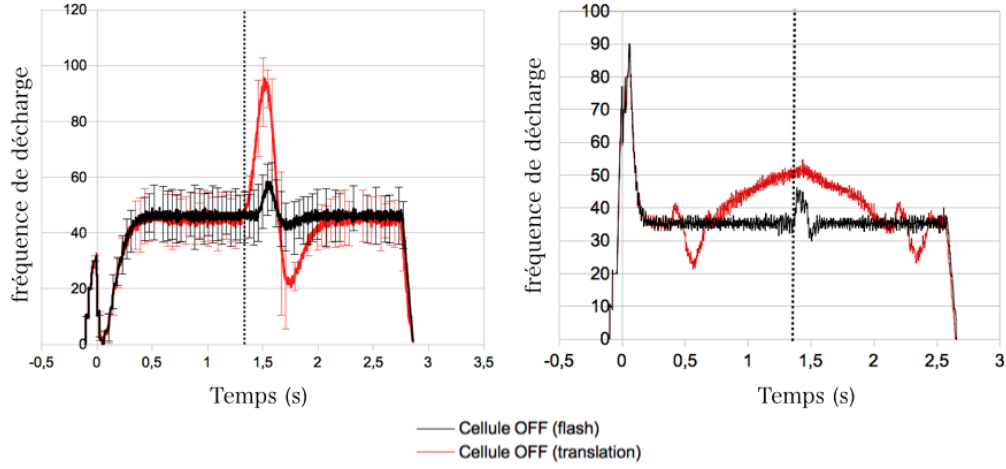 120
100
80
60
40
20
0
fréquence de décharge
-0,5 0 0,5 1 1,5 2 2,5 3 3,5
Temps (s)
100
90
80
70
60
50
40
30
20
10
0
fréquence de décharge
-0,5 0 0,5 1 1,5 2 2,5 3
Temps (s)
Cellule OFF (flash)
Cellule OFF (translation)